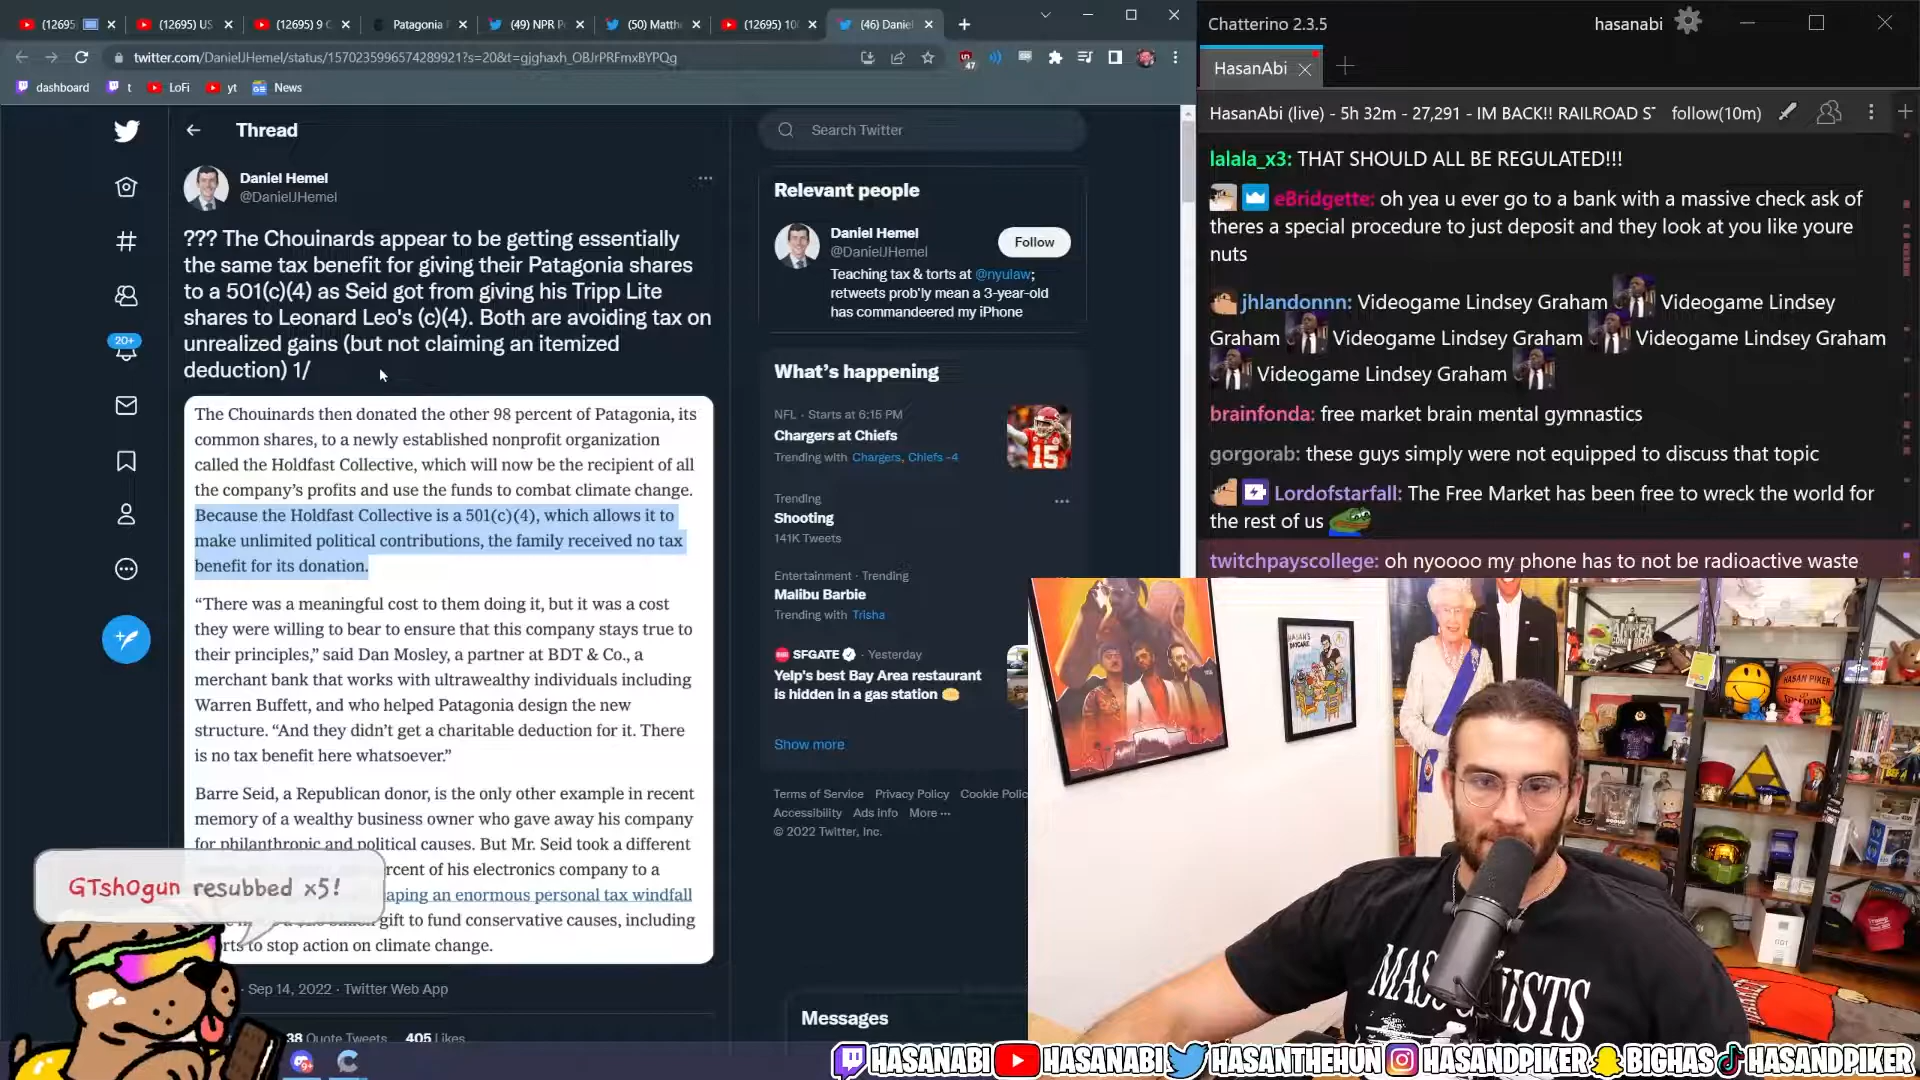 (12695)
(12695) US
(12695) 9 C
Patagonia
(49) NPR P
(50) Matth
(12695) 10
(46) Daniel
twitter.com/DanielJHemel/status/1570235996574289921?s=20&t=gjghaxh_OBJrPRFmxBYPQg
47
dashboard
t
LoFi
yt
News
Thread
Daniel Hemel
@DanielJHemel
??? The Chouinards appear to be getting essentially
the same tax benefit for giving their Patagonia shares
to a 501(c)(4) as Seid got from giving his Tripp Lite
shares to Leonard Leo's (c)(4). Both are avoiding tax on
unrealized gains (but not claiming an itemized
deduction) 1/
20+
The Chouinards then donated the other 98 percent of Patagonia, its
common shares, to a newly established nonprofit organization
called the Holdfast Collective, which will now be the recipient of all
the company's profits and use the funds to combat climate change.
Because the Holdfast Collective is a 501(c)(4), which allows it to
make unlimited political contributions, the family received no tax
benefit for its donation.
“There was a meaningful cost to them doing it, but it was a cost
they were willing to bear to ensure that this company stays true to
their principles,” said Dan Mosley, a partner at BDT & Co., a
merchant bank that works with ultrawealthy individuals including
Warren Buffett, and who helped Patagonia design the new
structure. “And they didn't get a charitable deduction for it. There
is no tax benefit here whatsoever.”
Barre Seid, a Republican donor, is the only other example in recent
memory of a wealthy business owner who gave away his company
for philanthropic and political causes. But Mr. Seid took a different
rcent of his electronics company to a
aping an enormous personal tax windfall
gift to fund conservative causes, including
rts to stop action on climate change.
GTsh0gun resubbed x5!
Sep 14, 2022 · Twitter Web App
38 Quote Tweets 405 Likes
9+
Search Twitter
Relevant people
Daniel Hemel
@DanielJHemel
Follow
Teaching tax & torts at @nyulaw;
retweets prob'ly mean a 3-year-old
has commandeered my iPhone
What's happening
NFL · Starts at 6:15 PM
Chargers at Chiefs
Trending with Chargers, Chiefs -4
15
Trending
Shooting
141K Tweets
Entertainment · Trending
Malibu Barbie
Trending with Trisha
SFGATE · Yesterday
Yelp's best Bay Area restaurant
is hidden in a gas station
Show more
Terms of Service Privacy Policy Cookie Polic
Accessibility Ads info More
© 2022 Twitter, Inc.
Messages
Chatterino 2.3.5
hasanabi
HasanAbi
HasanAbi (live) - 5h 32m - 27,291 - IM BACK!! RAILROAD ST
follow(10m)
lalala_x3: THAT SHOULD ALL BE REGULATED!!!
eBridgette: oh yea u ever go to a bank with a massive check ask of
theres a special procedure to just deposit and they look at you like youre
nuts
jhlandonnn: Videogame Lindsey Graham Videogame Lindsey
Graham Videogame Lindsey Graham Videogame Lindsey Graham
Videogame Lindsey Graham
brainfonda: free market brain mental gymnastics
gorgorab: these guys simply were not equipped to discuss that topic
Lordofstarfall: The Free Market has been free to wreck the world for
the rest of us
twitchpayscollege: oh nyoooo my phone has to not be radioactive waste
HASANABI HASANABI HASANTHEHUN HASANDPIKER BIGHAS HASANDPIKER